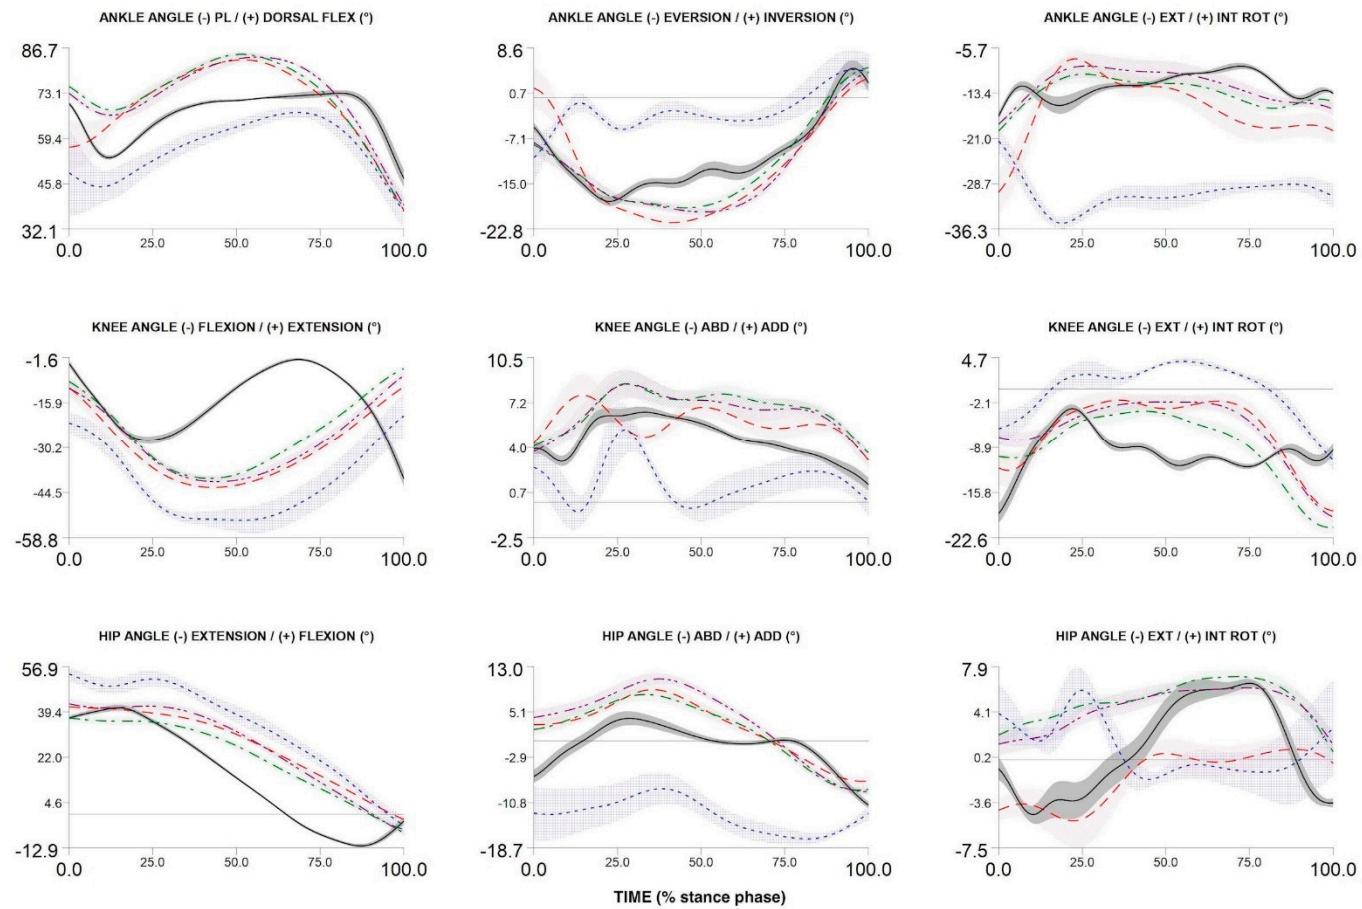 ANKLE ANGLE (-) PL / (+) DORSAL FLEX (°)
86.7
73.1
59.4
45.8
32.1
0.0 25.0 50.0 75.0 100.0
ANKLE ANGLE (-) EVERSION / (+) INVERSION (°)
8.6
0.7
-7.1
-15.0
-22.8
0.0 25.0 50.0 75.0 100.0
ANKLE ANGLE (-) EXT / (+) INT ROT (°)
-5.7
-13.4
-21.0
-28.7
-36.3
0.0 25.0 50.0 75.0 100.0
KNEE ANGLE (-) FLEXION / (+) EXTENSION (°)
-1.6
-15.9
-30.2
-44.5
-58.8
0.0 25.0 50.0 75.0 100.0
KNEE ANGLE (-) ABD / (+) ADD (°)
10.5
7.2
4.0
0.7
-2.5
0.0 25.0 50.0 75.0 100.0
KNEE ANGLE (-) EXT / (+) INT ROT (°)
4.7
-2.1
-8.9
-15.8
-22.6
0.0 25.0 50.0 75.0 100.0
HIP ANGLE (-) EXTENSION / (+) FLEXION (°)
56.9
39.4
22.0
4.6
-12.9
0.0 25.0 50.0 75.0 100.0
HIP ANGLE (-) ABD / (+) ADD (°)
13.0
5.1
-2.9
-10.8
-18.7
0.0 25.0 50.0 75.0 100.0
HIP ANGLE (-) EXT / (+) INT ROT (°)
7.9
4.1
0.2
-3.6
-7.5
0.0 25.0 50.0 75.0 100.0
TIME (% stance phase)